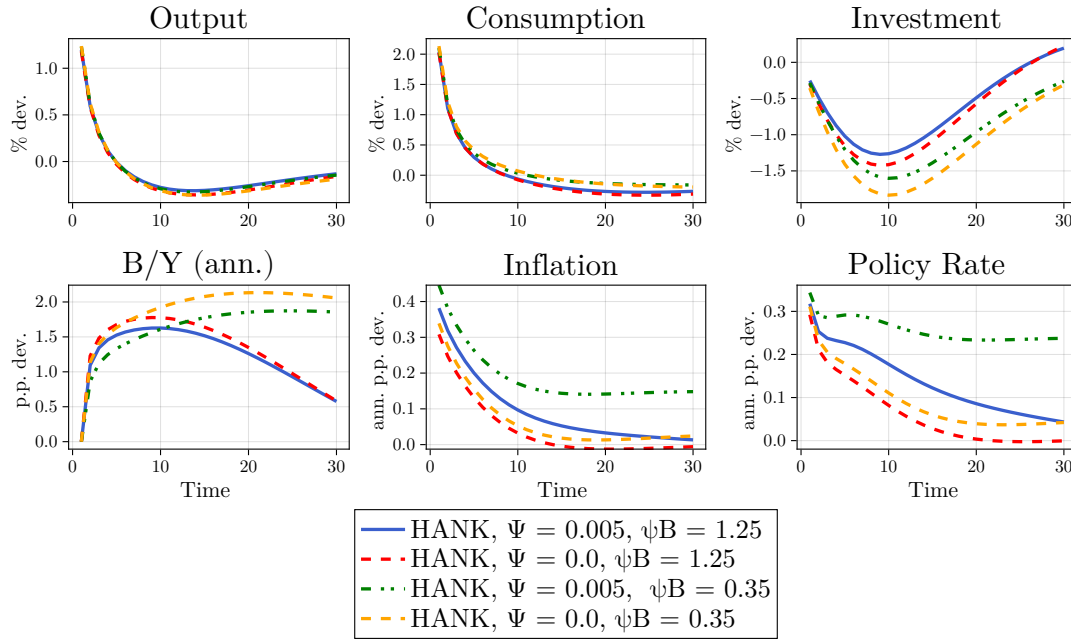 Output
Consumption
Investment
% dev.
1.0
0.5
0.0
0
10
20
30
% dev.
2.0
1.5
1.0
0.5
0.0
0
10
20
30
% dev.
0.0
−0.5
−1.0
−1.5
0
10
20
30
B/Y (ann.)
Inflation
Policy Rate
p.p. dev.
2.0
1.5
1.0
0.5
0.0
0
10
20
30
Time
ann. p.p. dev.
0.4
0.3
0.2
0.1
0.0
0
10
20
30
Time
ann. p.p. dev.
0.3
0.2
0.1
0.0
0
10
20
30
Time
HANK, Ψ = 0.005, ψB = 1.25
HANK, Ψ = 0.0, ψB = 1.25
HANK, Ψ = 0.005, ψB = 0.35
HANK, Ψ = 0.0, ψB = 0.35